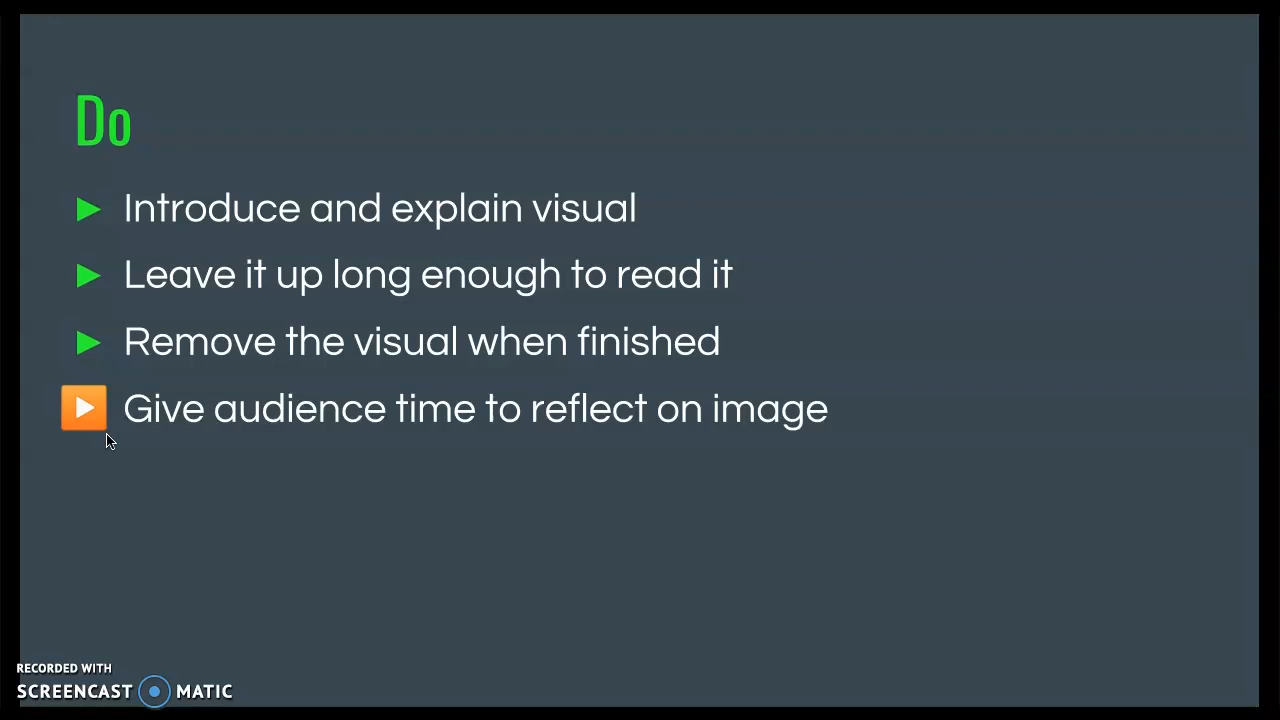 Do
Introduce and explain visual
Leave it up long enough to read it
Remove the visual when finished
Give audience time to reflect on image
RECORDED WITH
SCREENCAST MATIC